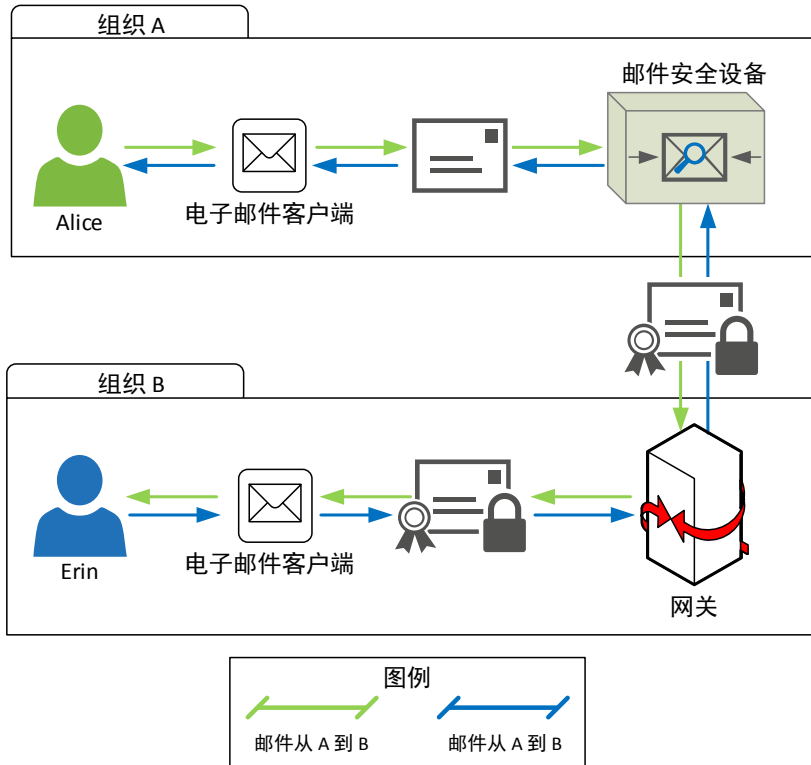 组织 A
邮件安全设备
Alice
电子邮件客户端
组织 B
Erin
电子邮件客户端
网关
图例
邮件从 A 到 B
邮件从 A 到 B